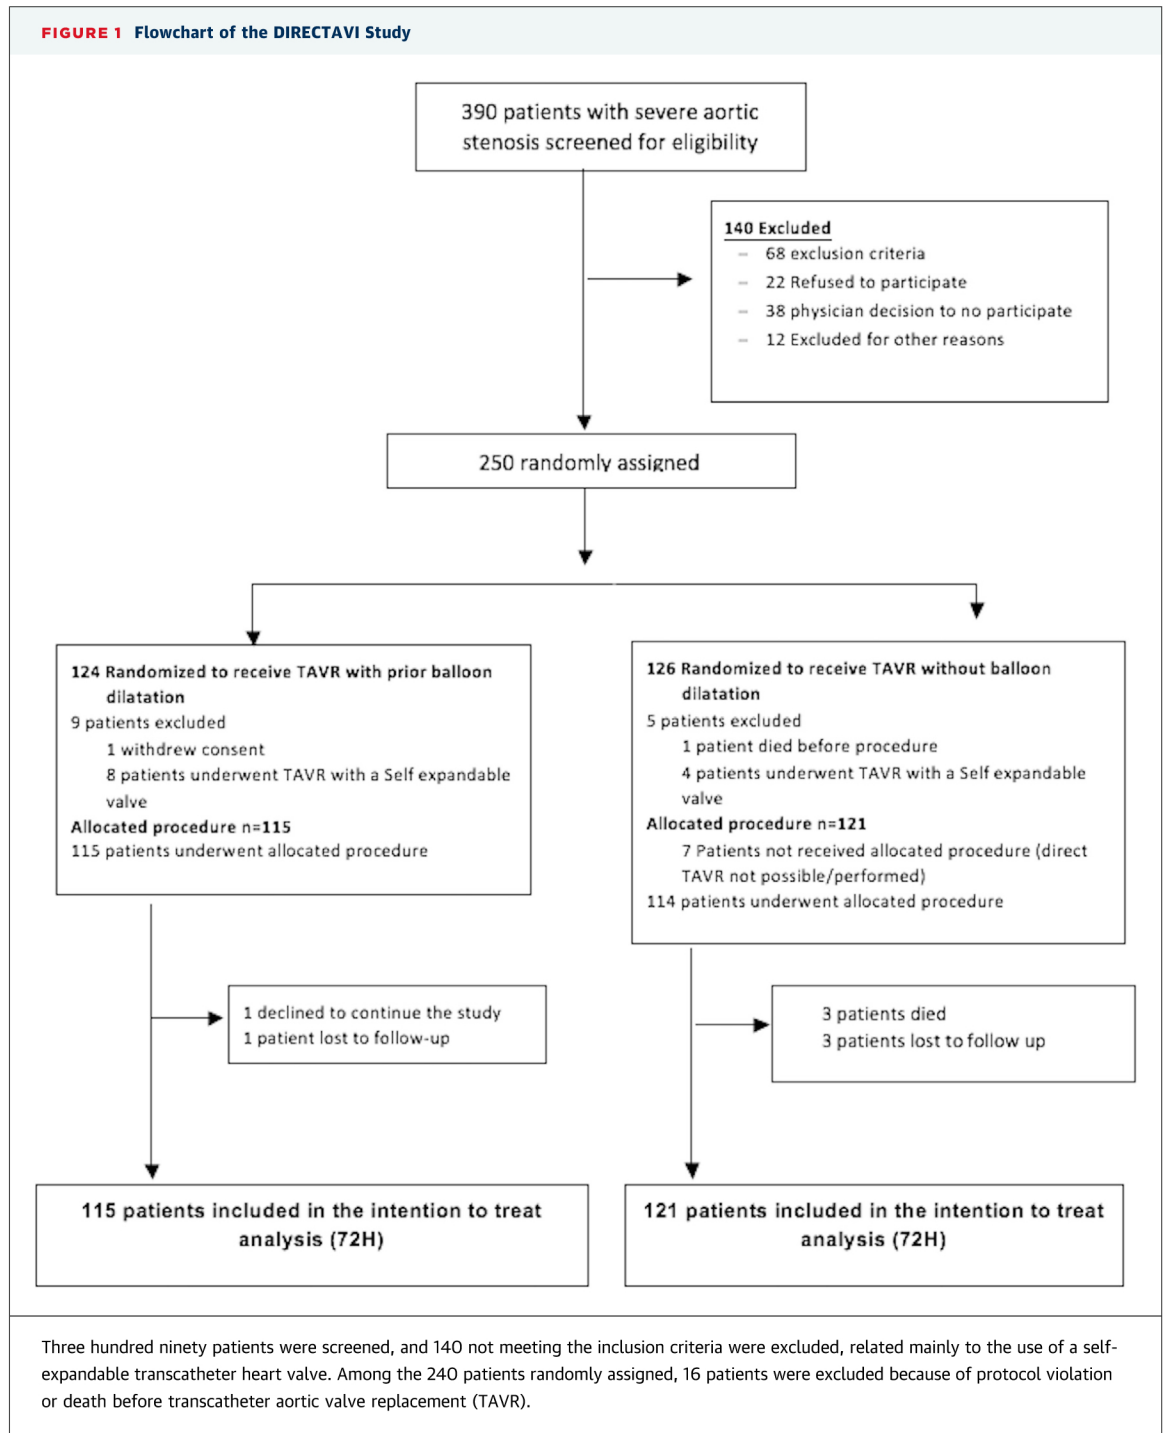 FIGURE 1 Flowchart of the DIRECTAVI Study
390 patients with severe aortic
stenosis screened for eligibility
140 Excluded
– 68 exclusion criteria
– 22 Refused to participate
– 38 physician decision to no participate
– 12 Excluded for other reasons
250 randomly assigned
124 Randomized to receive TAVR with prior balloon
dilatation
9 patients excluded
1 withdrew consent
8 patients underwent TAVR with a Self expandable
valve
Allocated procedure n=115
115 patients underwent allocated procedure
126 Randomized to receive TAVR without balloon
dilatation
5 patients excluded
1 patient died before procedure
4 patients underwent TAVR with a Self expandable
valve
Allocated procedure n=121
7 Patients not received allocated procedure (direct
TAVR not possible/performed)
114 patients underwent allocated procedure
1 declined to continue the study
1 patient lost to follow-up
3 patients died
3 patients lost to follow up
115 patients included in the intention to treat
analysis (72H)
121 patients included in the intention to treat
analysis (72H)
Three hundred ninety patients were screened, and 140 not meeting the inclusion criteria were excluded, related mainly to the use of a self-
expandable transcatheter heart valve. Among the 240 patients randomly assigned, 16 patients were excluded because of protocol violation
or death before transcatheter aortic valve replacement (TAVR).